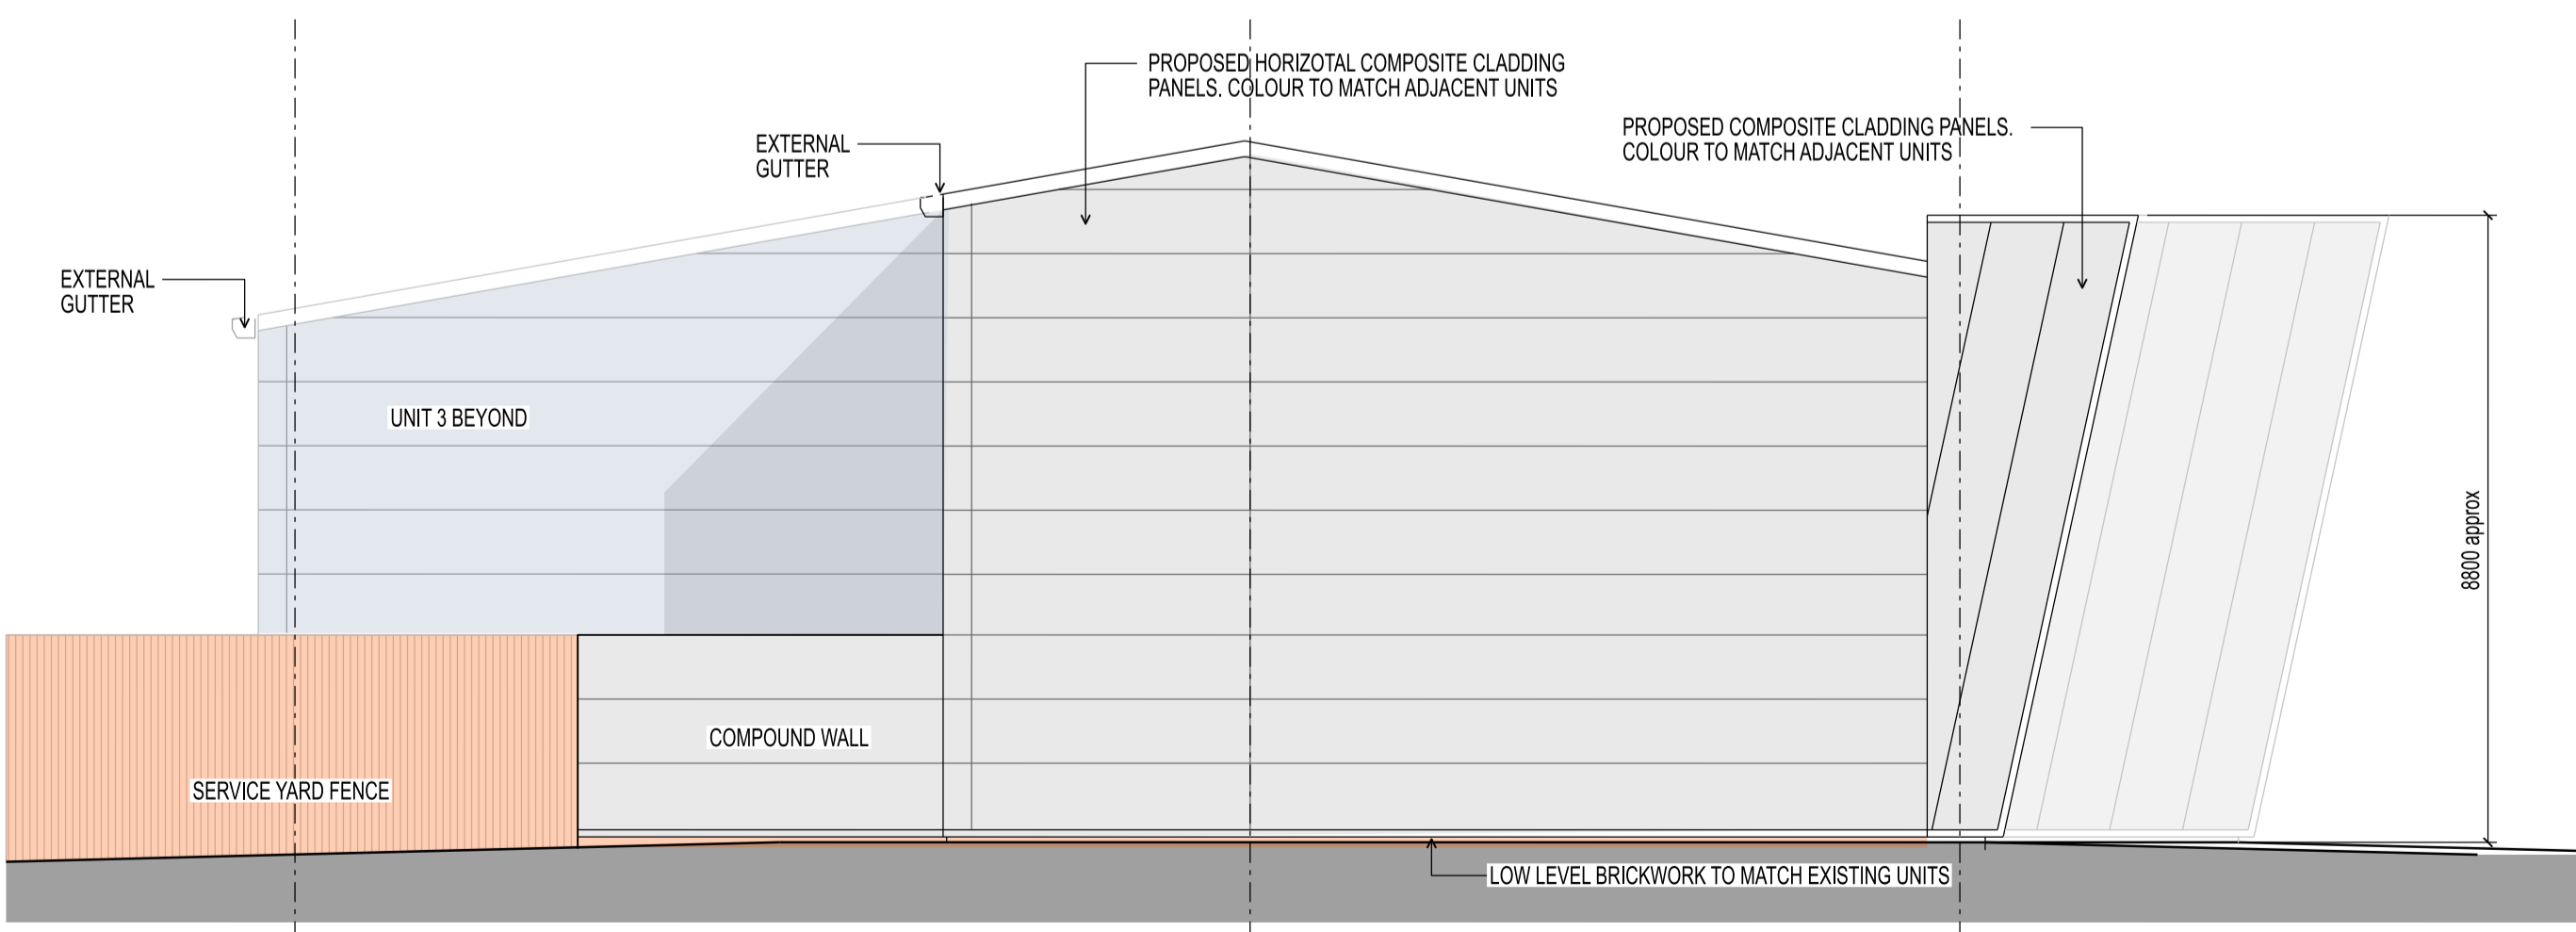 PROPOSED HORIZOTAL COMPOSITE CLADDING
PANELS. COLOUR TO MATCH ADJACENT UNITS
PROPOSED COMPOSITE CLADDING PANELS.
COLOUR TO MATCH ADJACENT UNITS
EXTERNAL
GUTTER
EXTERNAL
GUTTER
UNIT 3 BEYOND
8800 approx
COMPOUND WALL
SERVICE YARD FENCE
LOW LEVEL BRICKWORK TO MATCH EXISTING UNITS